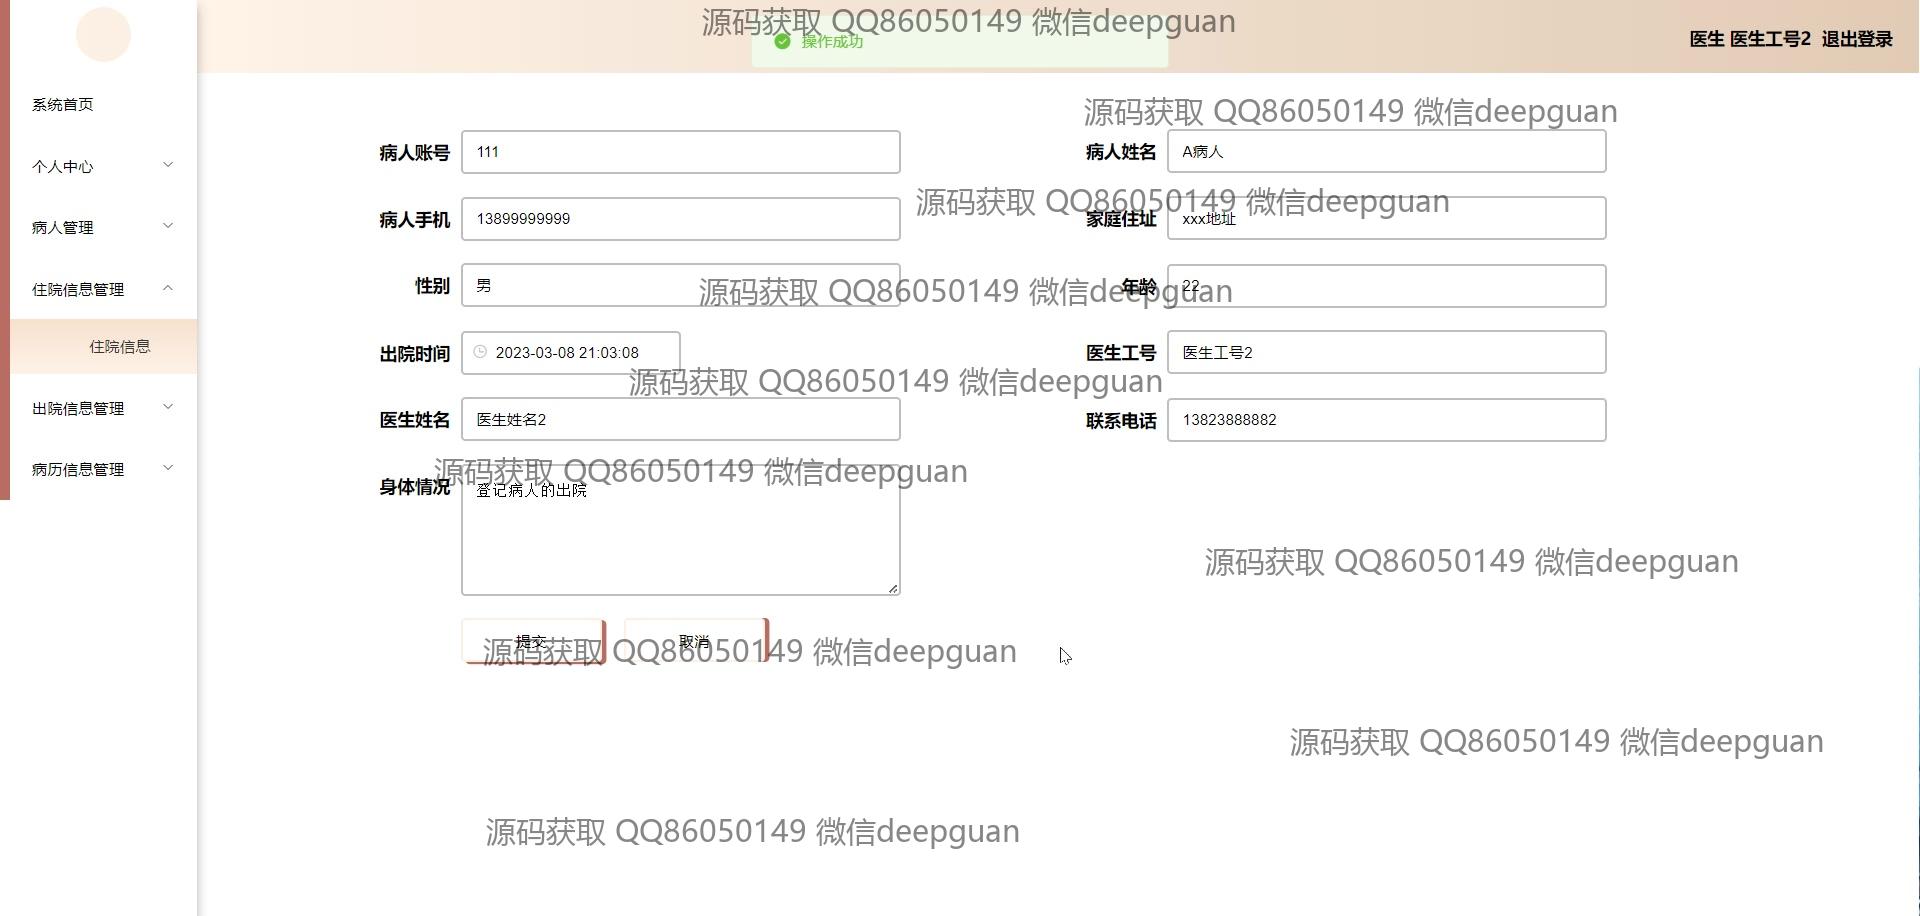 源码获取 QQ86050149 微信deepguan
操作成功
医生 医生工号2 退出登录
系统首页
源码获取 QQ86050149 微信deepguan
病人账号 111 病人姓名 A病人
个人中心
源码获取 QQ86050149 微信deepguan
病人手机 13899999999 家庭住址 xxx地址
病人管理
性别 男 年龄 22
源码获取 QQ86050149 微信deepguan
住院信息管理
住院信息
出院时间 2023-03-08 21:03:08 医生工号 医生工号2
源码获取 QQ86050149 微信deepguan
出院信息管理
医生姓名 医生姓名2 联系电话 13823888882
病历信息管理
源码获取 QQ86050149 微信deepguan
身体情况 登记病人的出院
源码获取 QQ86050149 微信deepguan
提交 取消
源码获取 QQ86050149 微信deepguan
源码获取 QQ86050149 微信deepguan
源码获取 QQ86050149 微信deepguan